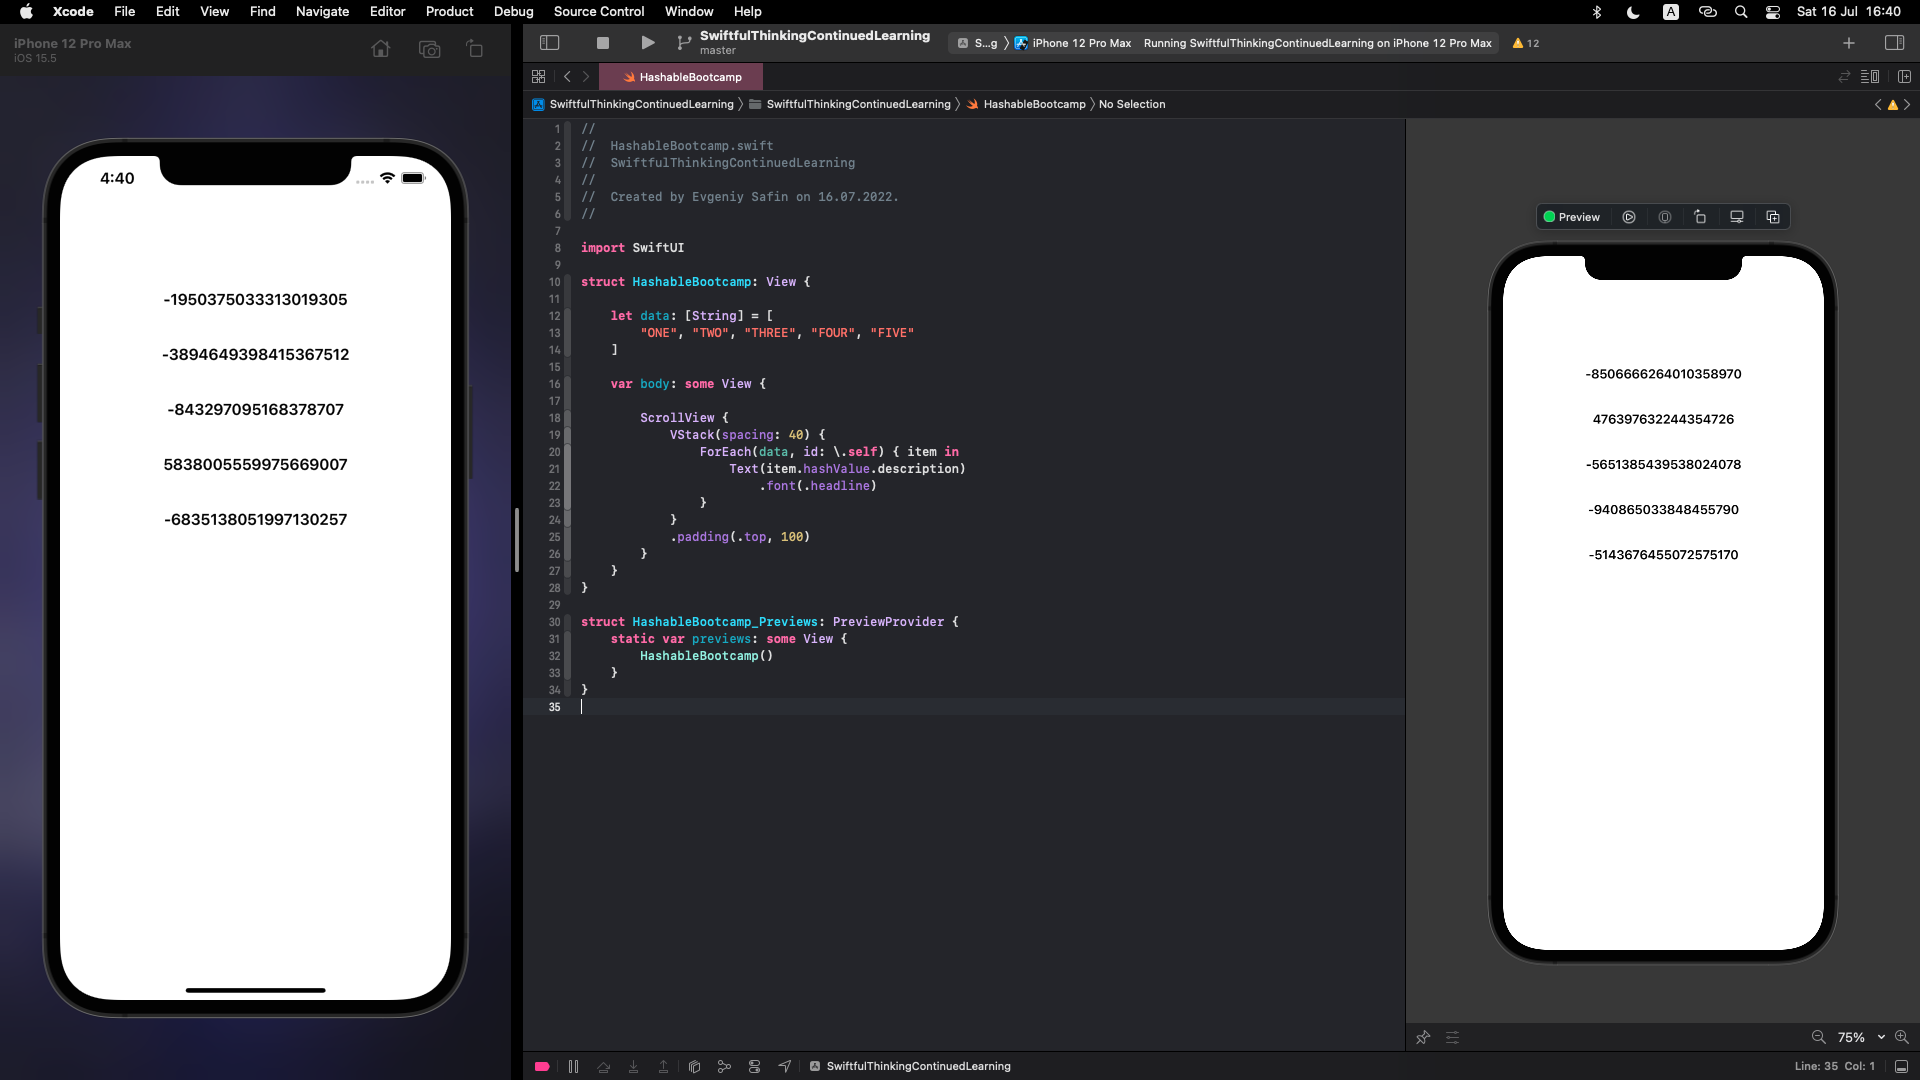 Xcode File Edit View Find Navigate Editor Product Debug Source Control Window Help A Sat 16 Jul 16:40
iPhone 12 Pro Max
iOS 15.5
4:40
-1950375033313019305
-3894649398415367512
-843297095168378707
5838005559975669007
-6835138051997130257
SwiftfulThinkingContinuedLearning
master
S...g 〉 iPhone 12 Pro Max Running SwiftfulThinkingContinuedLearning on iPhone 12 Pro Max 12
HashableBootcamp
SwiftfulThinkingContinuedLearning 〉 SwiftfulThinkingContinuedLearning 〉 HashableBootcamp 〉 No Selection
1 //
2 //  HashableBootcamp.swift
3 //  SwiftfulThinkingContinuedLearning
4 //
5 //  Created by Evgeniy Safin on 16.07.2022.
6 //
7
8 import SwiftUI
9
10 struct HashableBootcamp: View {
11
12     let data: [String] = [
13         "ONE", "TWO", "THREE", "FOUR", "FIVE"
14     ]
15
16     var body: some View {
17
18         ScrollView {
19             VStack(spacing: 40) {
20                 ForEach(data, id: \.self) { item in
21                     Text(item.hashValue.description)
22                         .font(.headline)
23                 }
24             }
25             .padding(.top, 100)
26         }
27     }
28 }
29
30 struct HashableBootcamp_Previews: PreviewProvider {
31     static var previews: some View {
32         HashableBootcamp()
33     }
34 }
35
Preview
-8506666264010358970
476397632244354726
-5651385439538024078
-940865033848455790
-5143676455072575170
75%
SwiftfulThinkingContinuedLearning
Line: 35 Col: 1